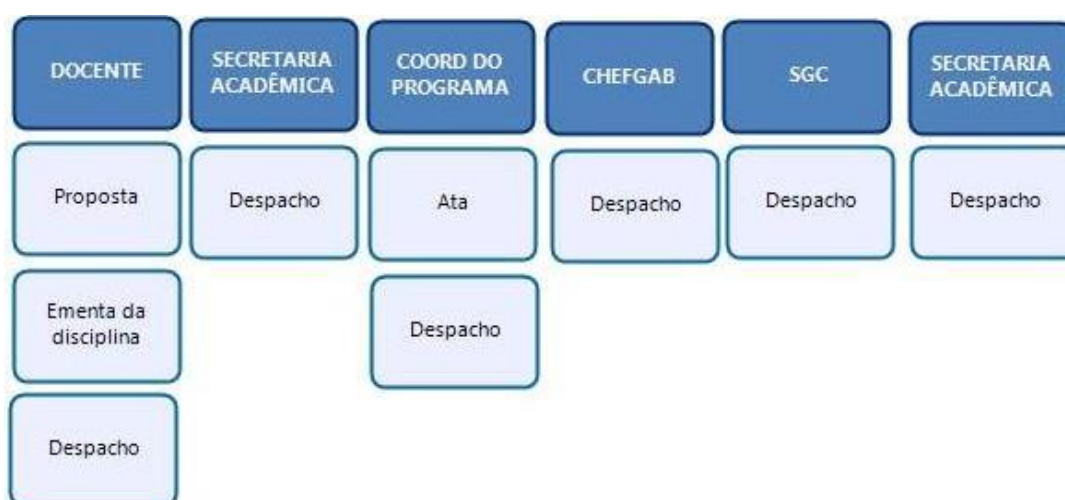 DOCENTE
SECRETARIA
ACADÊMICA
COORD DO
PROGRAMA
CHEFGAB
SGC
SECRETARIA
ACADÊMICA
Proposta
Despacho
Ata
Despacho
Despacho
Despacho
Ementa da
disciplina
Despacho
Despacho